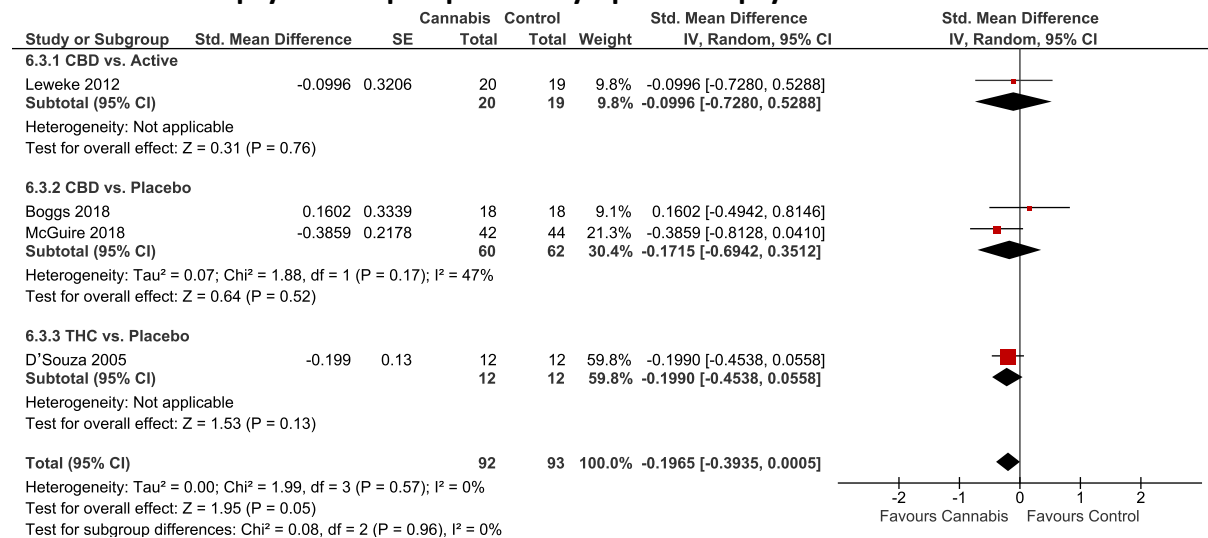 Cannabis Control Std. Mean Difference Std. Mean Difference
Study or Subgroup Std. Mean Difference SE Total Total Weight IV, Random, 95% CI IV, Random, 95% CI
6.3.1 CBD vs. Active
Leweke 2012 -0.0996 0.3206 20 19 9.8% -0.0996 [-0.7280, 0.5288]
Subtotal (95% CI) 20 19 9.8% -0.0996 [-0.7280, 0.5288]
Heterogeneity: Not applicable
Test for overall effect: Z = 0.31 (P = 0.76)
6.3.2 CBD vs. Placebo
Boggs 2018 0.1602 0.3339 18 18 9.1% 0.1602 [-0.4942, 0.8146]
McGuire 2018 -0.3859 0.2178 42 44 21.3% -0.3859 [-0.8128, 0.0410]
Subtotal (95% CI) 60 62 30.4% -0.1715 [-0.6942, 0.3512]
Heterogeneity: Tau² = 0.07; Chi² = 1.88, df = 1 (P = 0.17); I² = 47%
Test for overall effect: Z = 0.64 (P = 0.52)
6.3.3 THC vs. Placebo
D’Souza 2005 -0.199 0.13 12 12 59.8% -0.1990 [-0.4538, 0.0558]
Subtotal (95% CI) 12 12 59.8% -0.1990 [-0.4538, 0.0558]
Heterogeneity: Not applicable
Test for overall effect: Z = 1.53 (P = 0.13)
Total (95% CI) 92 93 100.0% -0.1965 [-0.3935, 0.0005]
Heterogeneity: Tau² = 0.00; Chi² = 1.99, df = 3 (P = 0.57); I² = 0%
Test for overall effect: Z = 1.95 (P = 0.05)
Test for subgroup differences: Chi² = 0.08, df = 2 (P = 0.96), I² = 0%
-2 -1 0 1 2
Favours Cannabis Favours Control